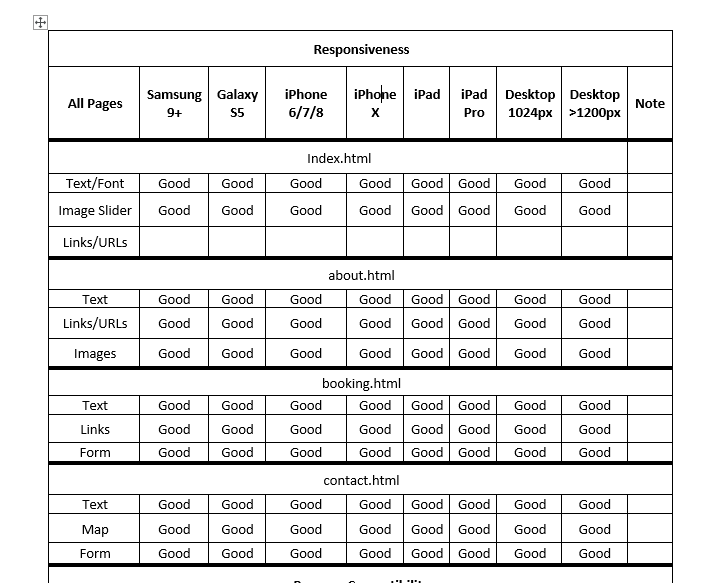 Responsiveness
All Pages Samsung 9+ Galaxy S5 iPhone 6/7/8 iPhone X iPad iPad Pro Desktop 1024px Desktop >1200px Note
Index.html
Text/Font Good Good Good Good Good Good Good Good
Image Slider Good Good Good Good Good Good Good Good
Links/URLs
about.html
Text Good Good Good Good Good Good Good Good
Links/URLs Good Good Good Good Good Good Good Good
Images Good Good Good Good Good Good Good Good
booking.html
Text Good Good Good Good Good Good Good Good
Links Good Good Good Good Good Good Good Good
Form Good Good Good Good Good Good Good Good
contact.html
Text Good Good Good Good Good Good Good Good
Map Good Good Good Good Good Good Good Good
Form Good Good Good Good Good Good Good Good